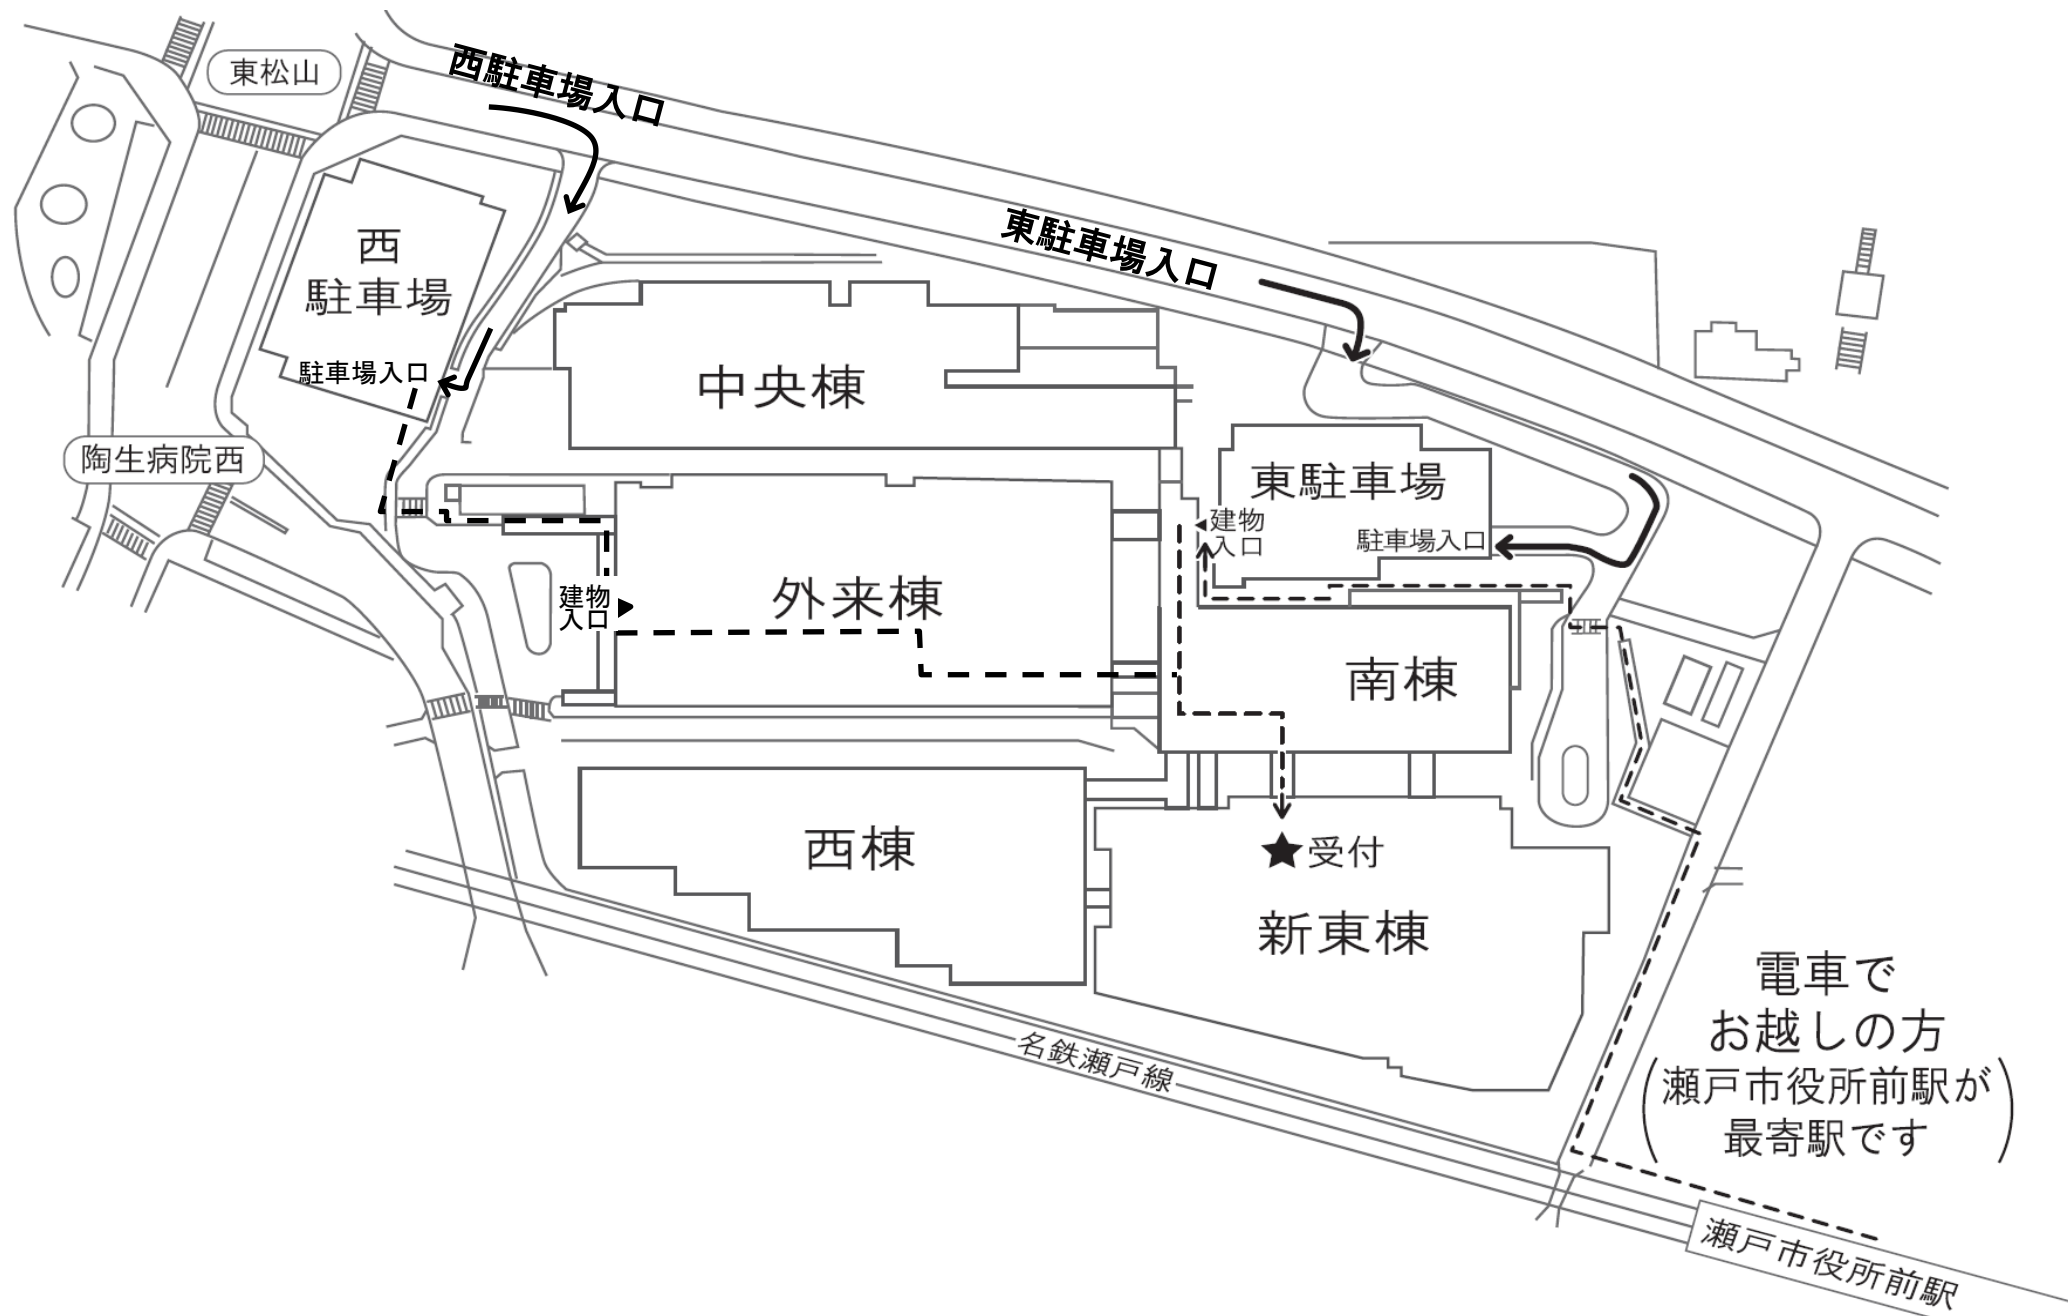 西駐車場入口
東松山
東駐車場入口
西
駐車場
駐車場入口
中央棟
陶生病院西
東駐車場
建物
入口
駐車場入口
建物
入口
外来棟
南棟
西棟
受付
新東棟
電車で
お越しの方
(瀬戸市役所前駅が
最寄駅です)
名鉄瀬戸線
瀬戸市役所前駅